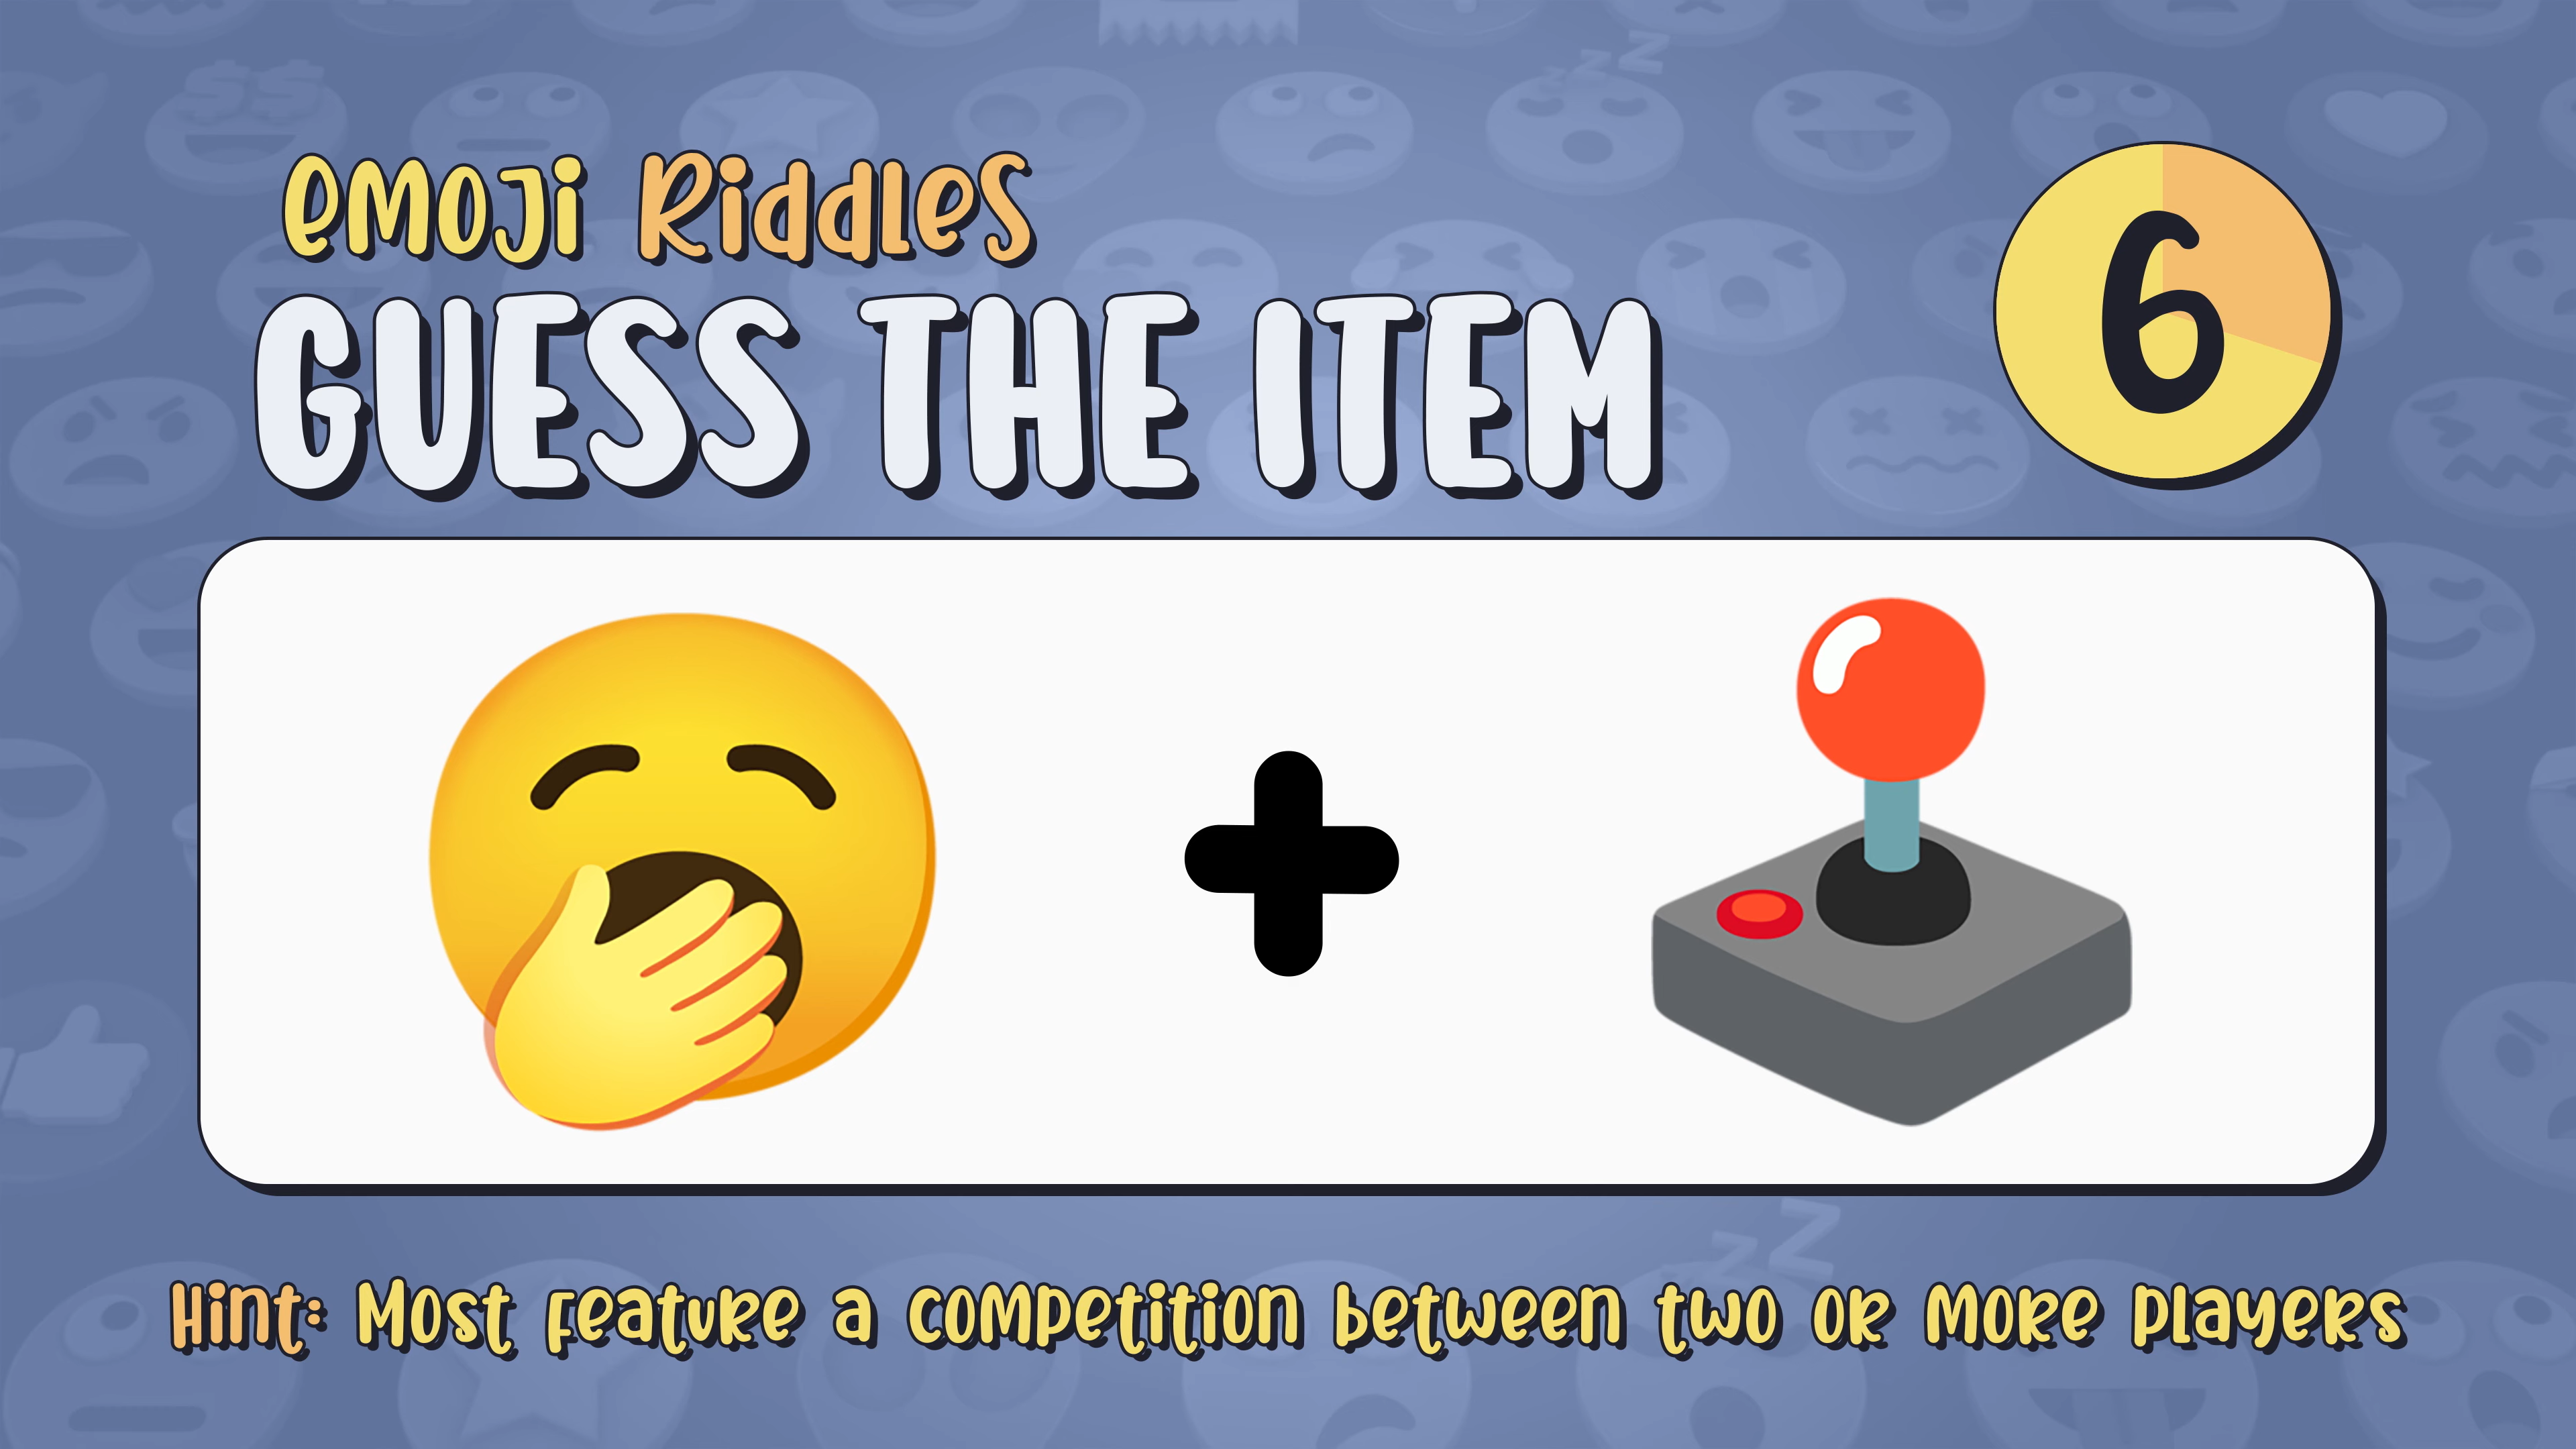 emoji Riddles
GUESS THE ITEM
6
Hint: Most feature a competition between two or more players